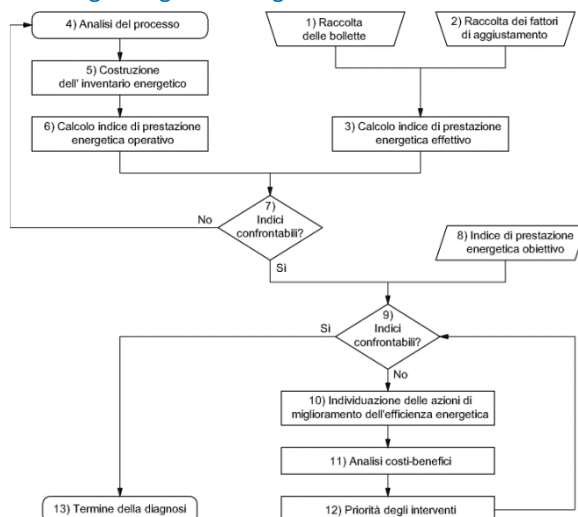 4) Analisi del processo
1) Raccolta
delle bollette
2) Raccolta dei fattori
di aggiustamento
5) Costruzione
dell' inventario energetico
6) Calcolo indice di prestazione
energetica operativo
3) Calcolo indice di prestazione
energetica effettivo
7)
Indici
confrontabili?
No
Sì
8) Indice di prestazione
energetica obiettivo
9)
Indici
confrontabili?
Sì
No
10) Individuazione delle azioni di
miglioramento dell'efficienza energetica
11) Analisi costi-benefici
13) Termine della diagnosi
12) Priorità degli interventi